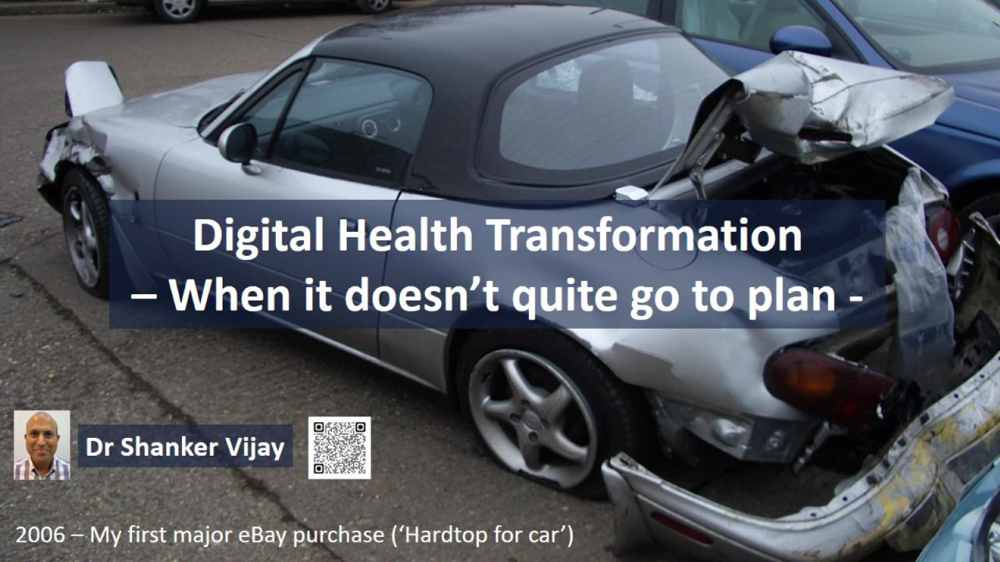 Digital Health Transformation
– When it doesn’t quite go to plan -
Dr Shanker Vijay
2006 – My first major eBay purchase (‘Hardtop for car’)